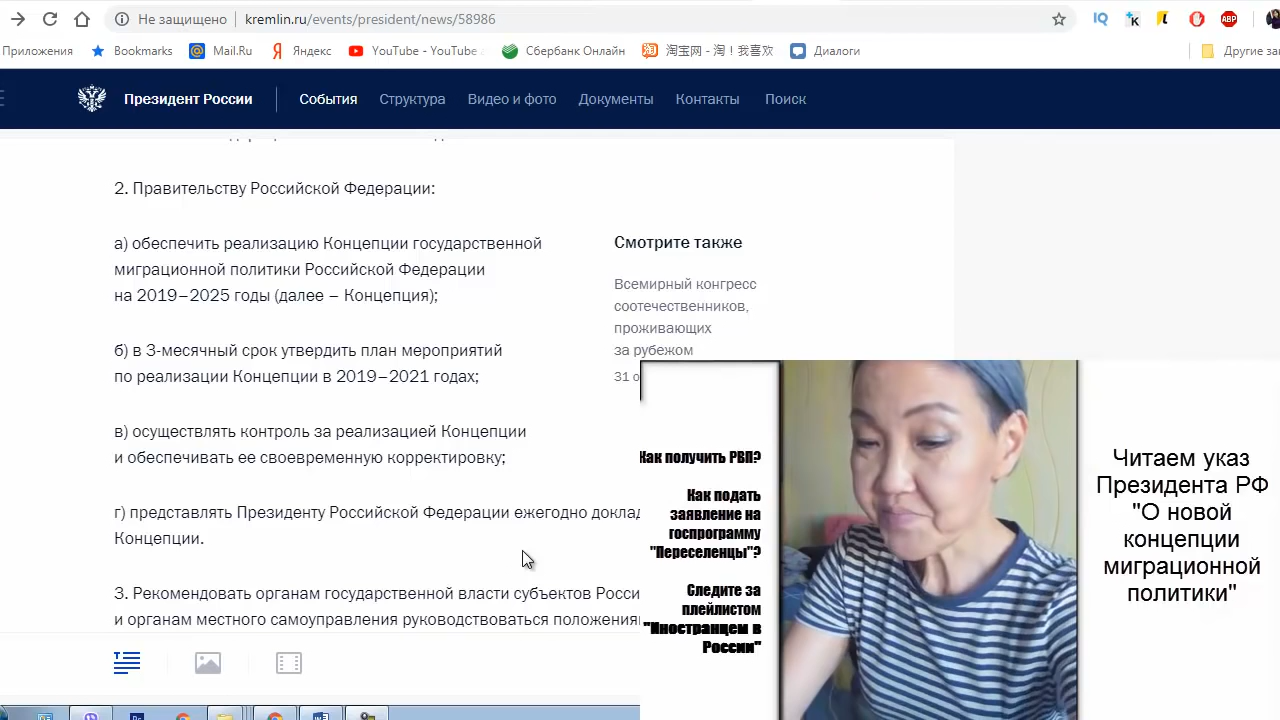 Не защищено
kremlin.ru/events/president/news/58986
Приложения
Bookmarks
Mail.Ru
Яндекс
YouTube - YouTube
Сбербанк Онлайн
淘宝网 - 淘！我喜欢
Диалоги
Другие за
Президент России
События
Структура
Видео и фото
Документы
Контакты
Поиск
2. Правительству Российской Федерации:
а) обеспечить реализацию Концепции государственной
миграционной политики Российской Федерации
на 2019–2025 годы (далее – Концепция);
б) в 3-месячный срок утвердить план мероприятий
по реализации Концепции в 2019–2021 годах;
в) осуществлять контроль за реализацией Концепции
и обеспечивать ее своевременную корректировку;
г) представлять Президенту Российской Федерации ежегодно доклад
Концепции.
3. Рекомендовать органам государственной власти субъектов Росси
и органам местного самоуправления руководствоваться положения
Смотрите также
Всемирный конгресс
соотечественников,
проживающих
за рубежом
31 о
Как получить РВП?
Как подать
заявление на
госпрограмму
"Переселенцы"?
Следите за
плейлистом
"Иностранцем в
России"
Читаем указ
Президента РФ
"О новой
концепции
миграционной
политики"